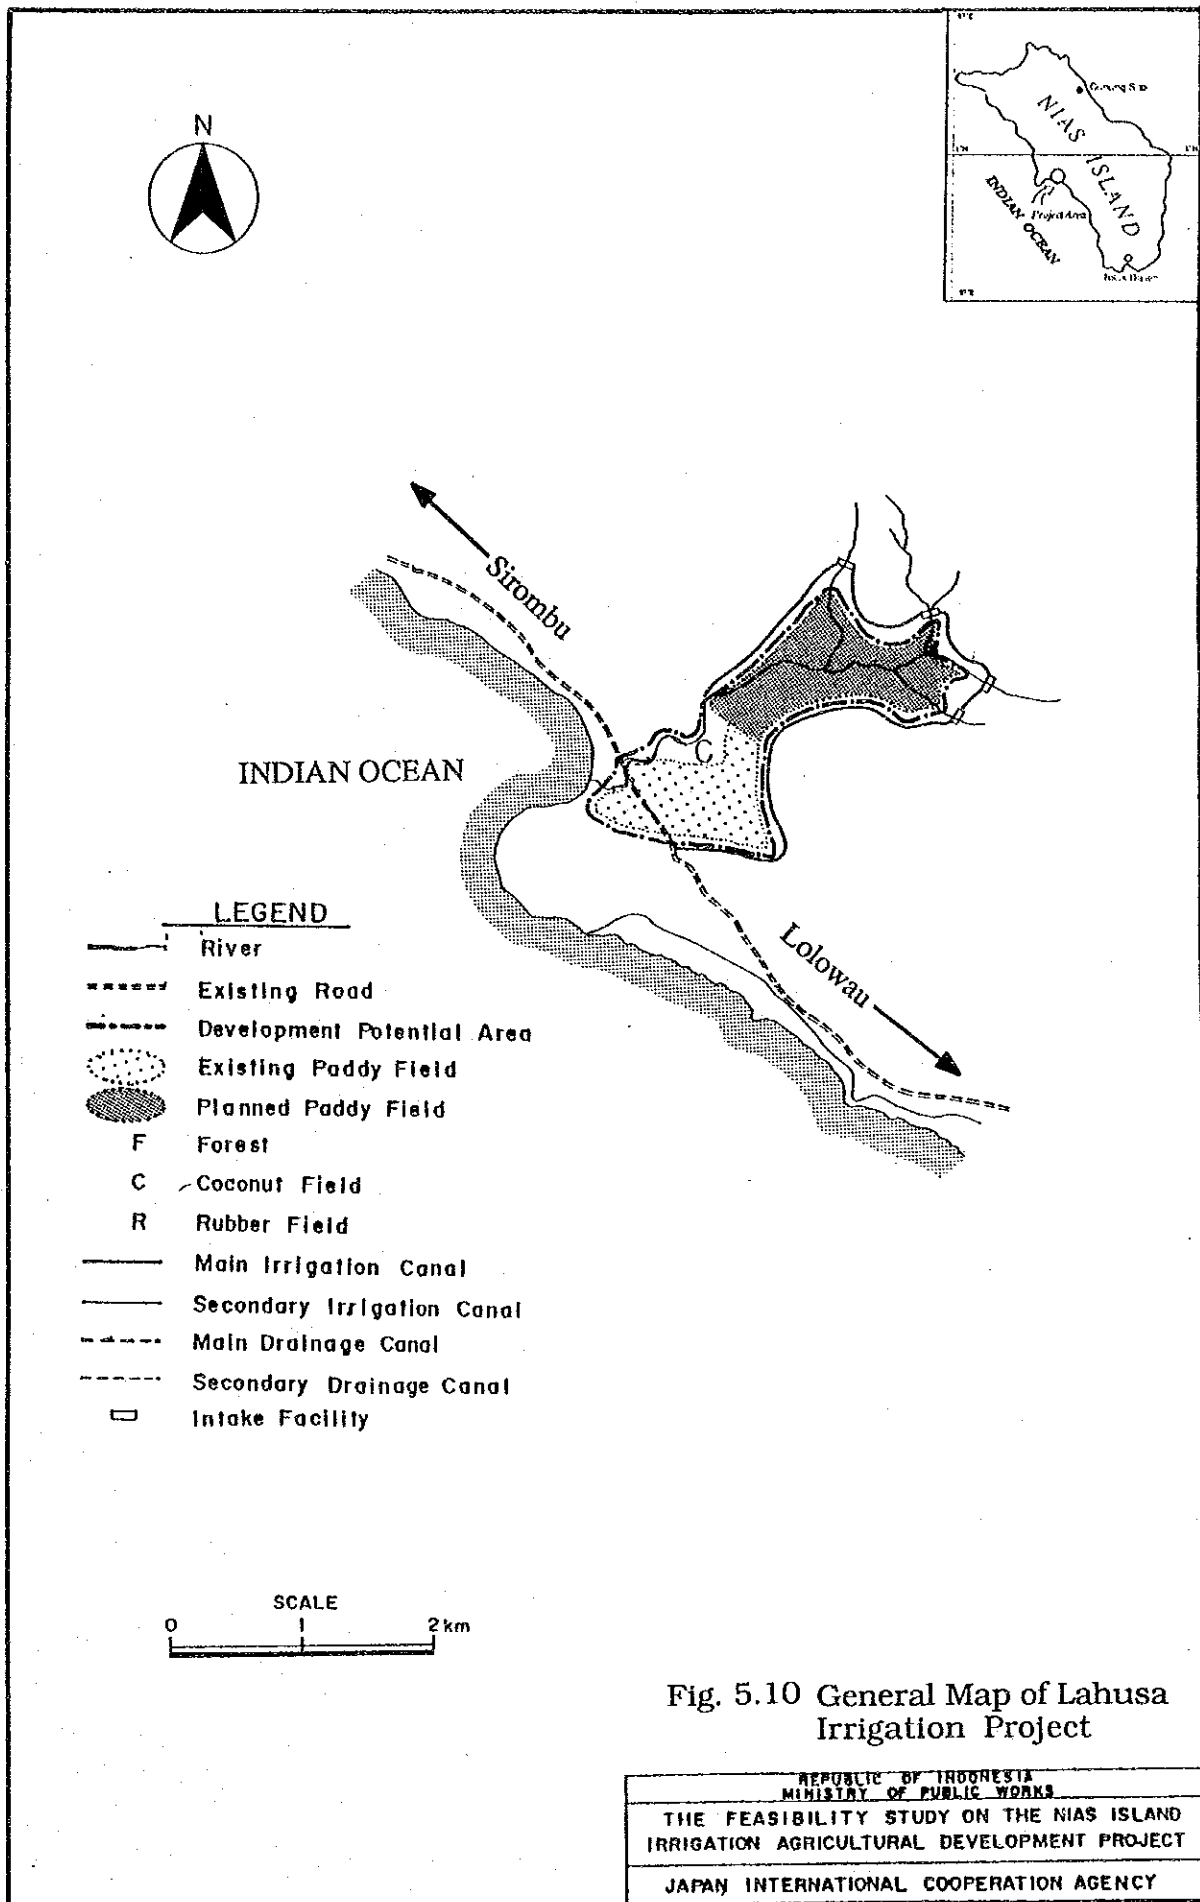 N
NIAS ISLAND
INDIAN OCEAN
Project Area
Sirombu
C
INDIAN OCEAN
Lolowau
LEGEND
River
Existing Road
Development Potential Area
Existing Paddy Field
Planned Paddy Field
F Forest
C Coconut Field
R Rubber Field
Main Irrigation Canal
Secondary Irrigation Canal
Main Drainage Canal
Secondary Drainage Canal
Intake Facility
SCALE
0 1 2 km
Fig. 5.10 General Map of Lahusa
Irrigation Project
REPUBLIC OF INDONESIA
MINISTRY OF PUBLIC WORKS
THE FEASIBILITY STUDY ON THE NIAS ISLAND
IRRIGATION AGRICULTURAL DEVELOPMENT PROJECT
JAPAN INTERNATIONAL COOPERATION AGENCY